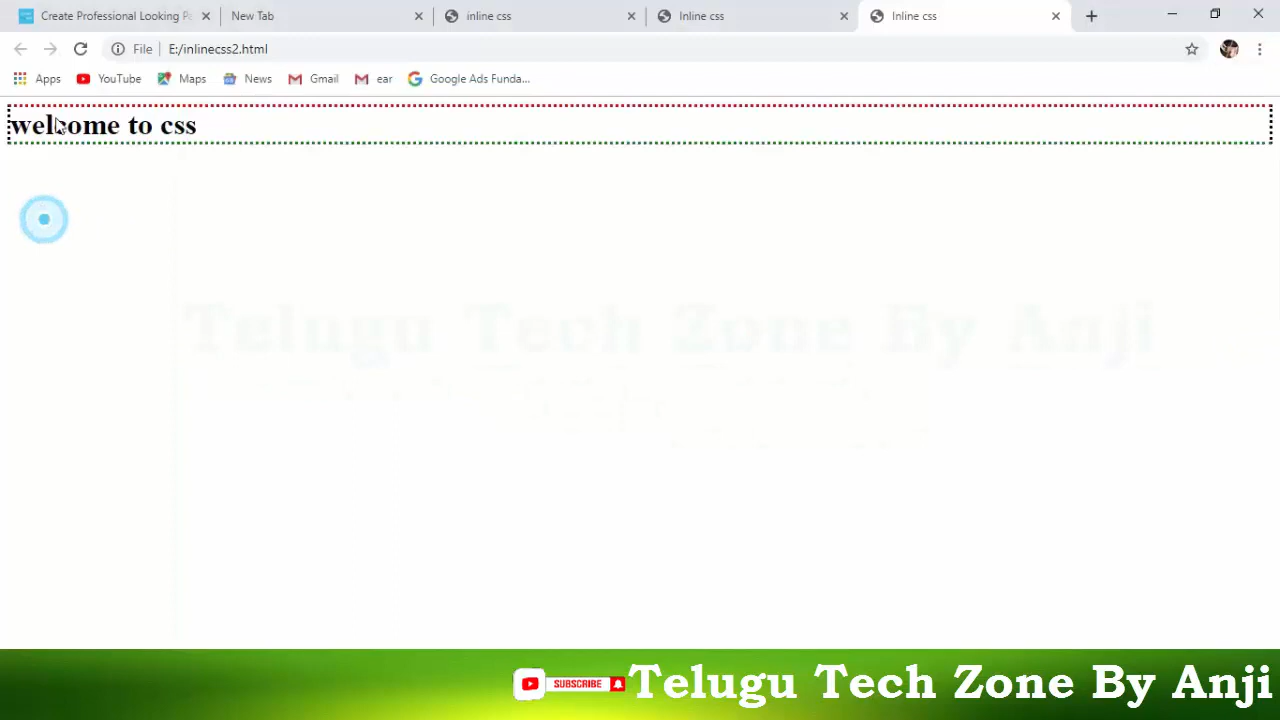 Create Professional Looking Pa
New Tab
inline css
Inline css
Inline css
File
E:/inlinecss2.html
Apps
YouTube
Maps
News
Gmail
ear
Google Ads Funda...
welcome to css
Telugu Tech Zone By Anji
SUBSCRIBE
Telugu Tech Zone By Anji